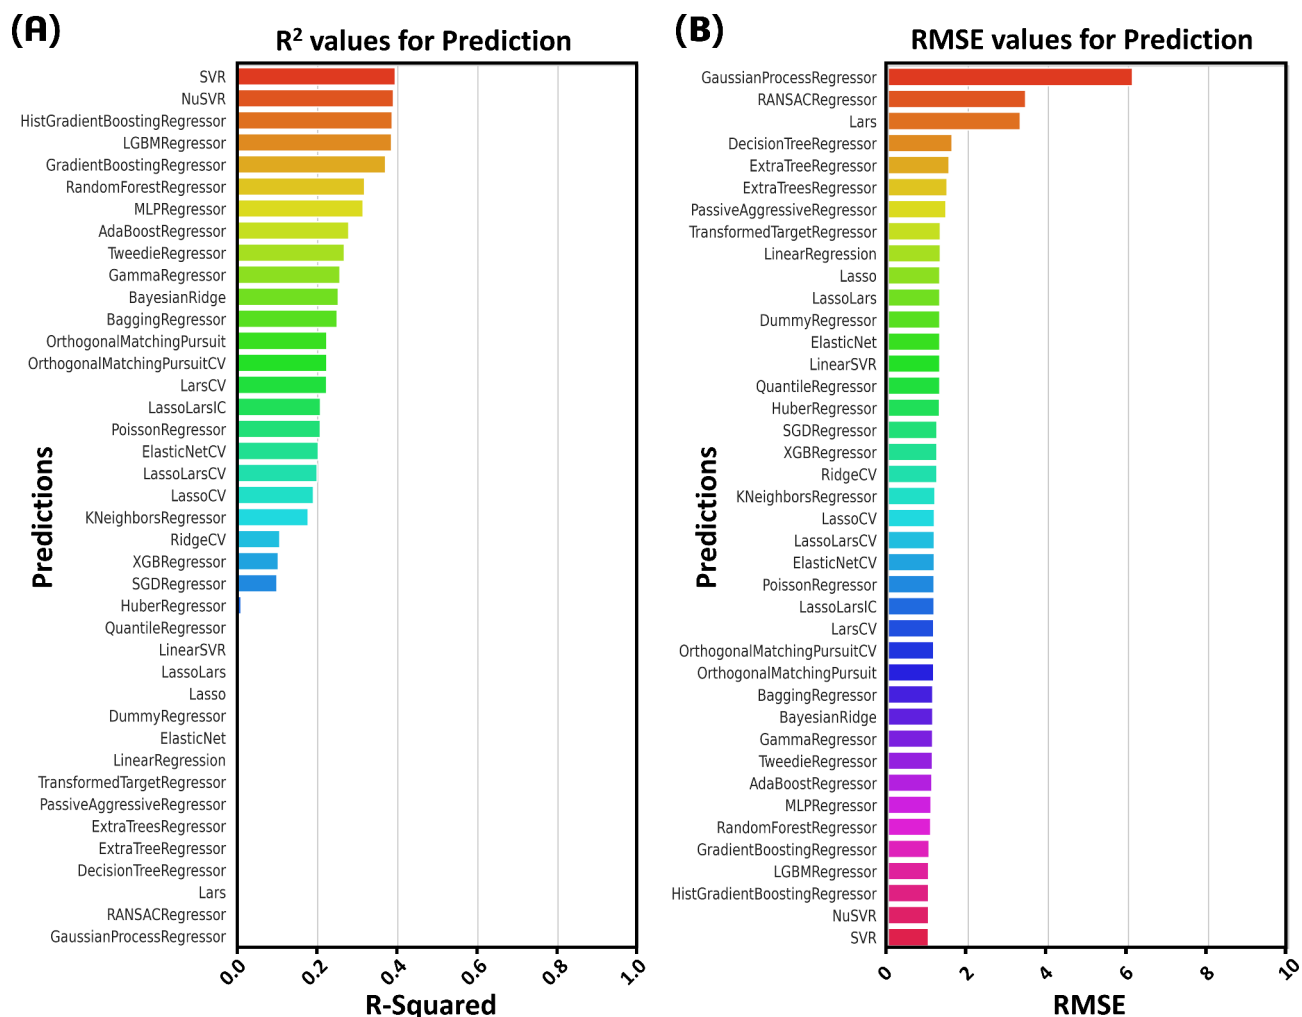 (A)
R² values for Prediction
SVR
NuSVR
HistGradientBoostingRegressor
LGBMRegressor
GradientBoostingRegressor
RandomForestRegressor
MLPRegressor
AdaBoostRegressor
TweedieRegressor
GammaRegressor
BayesianRidge
BaggingRegressor
OrthogonalMatchingPursuit
OrthogonalMatchingPursuitCV
LarsCV
LassoLarsIC
PoissonRegressor
ElasticNetCV
LassoLarsCV
LassoCV
KNeighborsRegressor
RidgeCV
XGBRegressor
SGDRegressor
HuberRegressor
QuantileRegressor
LinearSVR
LassoLars
Lasso
DummyRegressor
ElasticNet
LinearRegression
TransformedTargetRegressor
PassiveAggressiveRegressor
ExtraTreesRegressor
ExtraTreeRegressor
DecisionTreeRegressor
Lars
RANSACRegressor
GaussianProcessRegressor
Predictions
0.0 0.2 0.4 0.6 0.8 1.0
R-Squared
(B)
RMSE values for Prediction
GaussianProcessRegressor
RANSACRegressor
Lars
DecisionTreeRegressor
ExtraTreeRegressor
ExtraTreesRegressor
PassiveAggressiveRegressor
TransformedTargetRegressor
LinearRegression
Lasso
LassoLars
DummyRegressor
ElasticNet
LinearSVR
QuantileRegressor
HuberRegressor
SGDRegressor
XGBRegressor
RidgeCV
KNeighborsRegressor
LassoCV
LassoLarsCV
ElasticNetCV
PoissonRegressor
LassoLarsIC
LarsCV
OrthogonalMatchingPursuitCV
OrthogonalMatchingPursuit
BaggingRegressor
BayesianRidge
GammaRegressor
TweedieRegressor
AdaBoostRegressor
MLPRegressor
RandomForestRegressor
GradientBoostingRegressor
LGBMRegressor
HistGradientBoostingRegressor
NuSVR
SVR
Predictions
0 2 4 6 8 10
RMSE